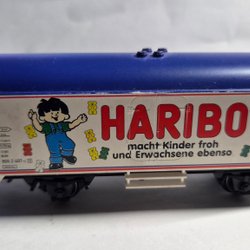 HARIBO
macht Kinder froh
und Erwachsene ebenso